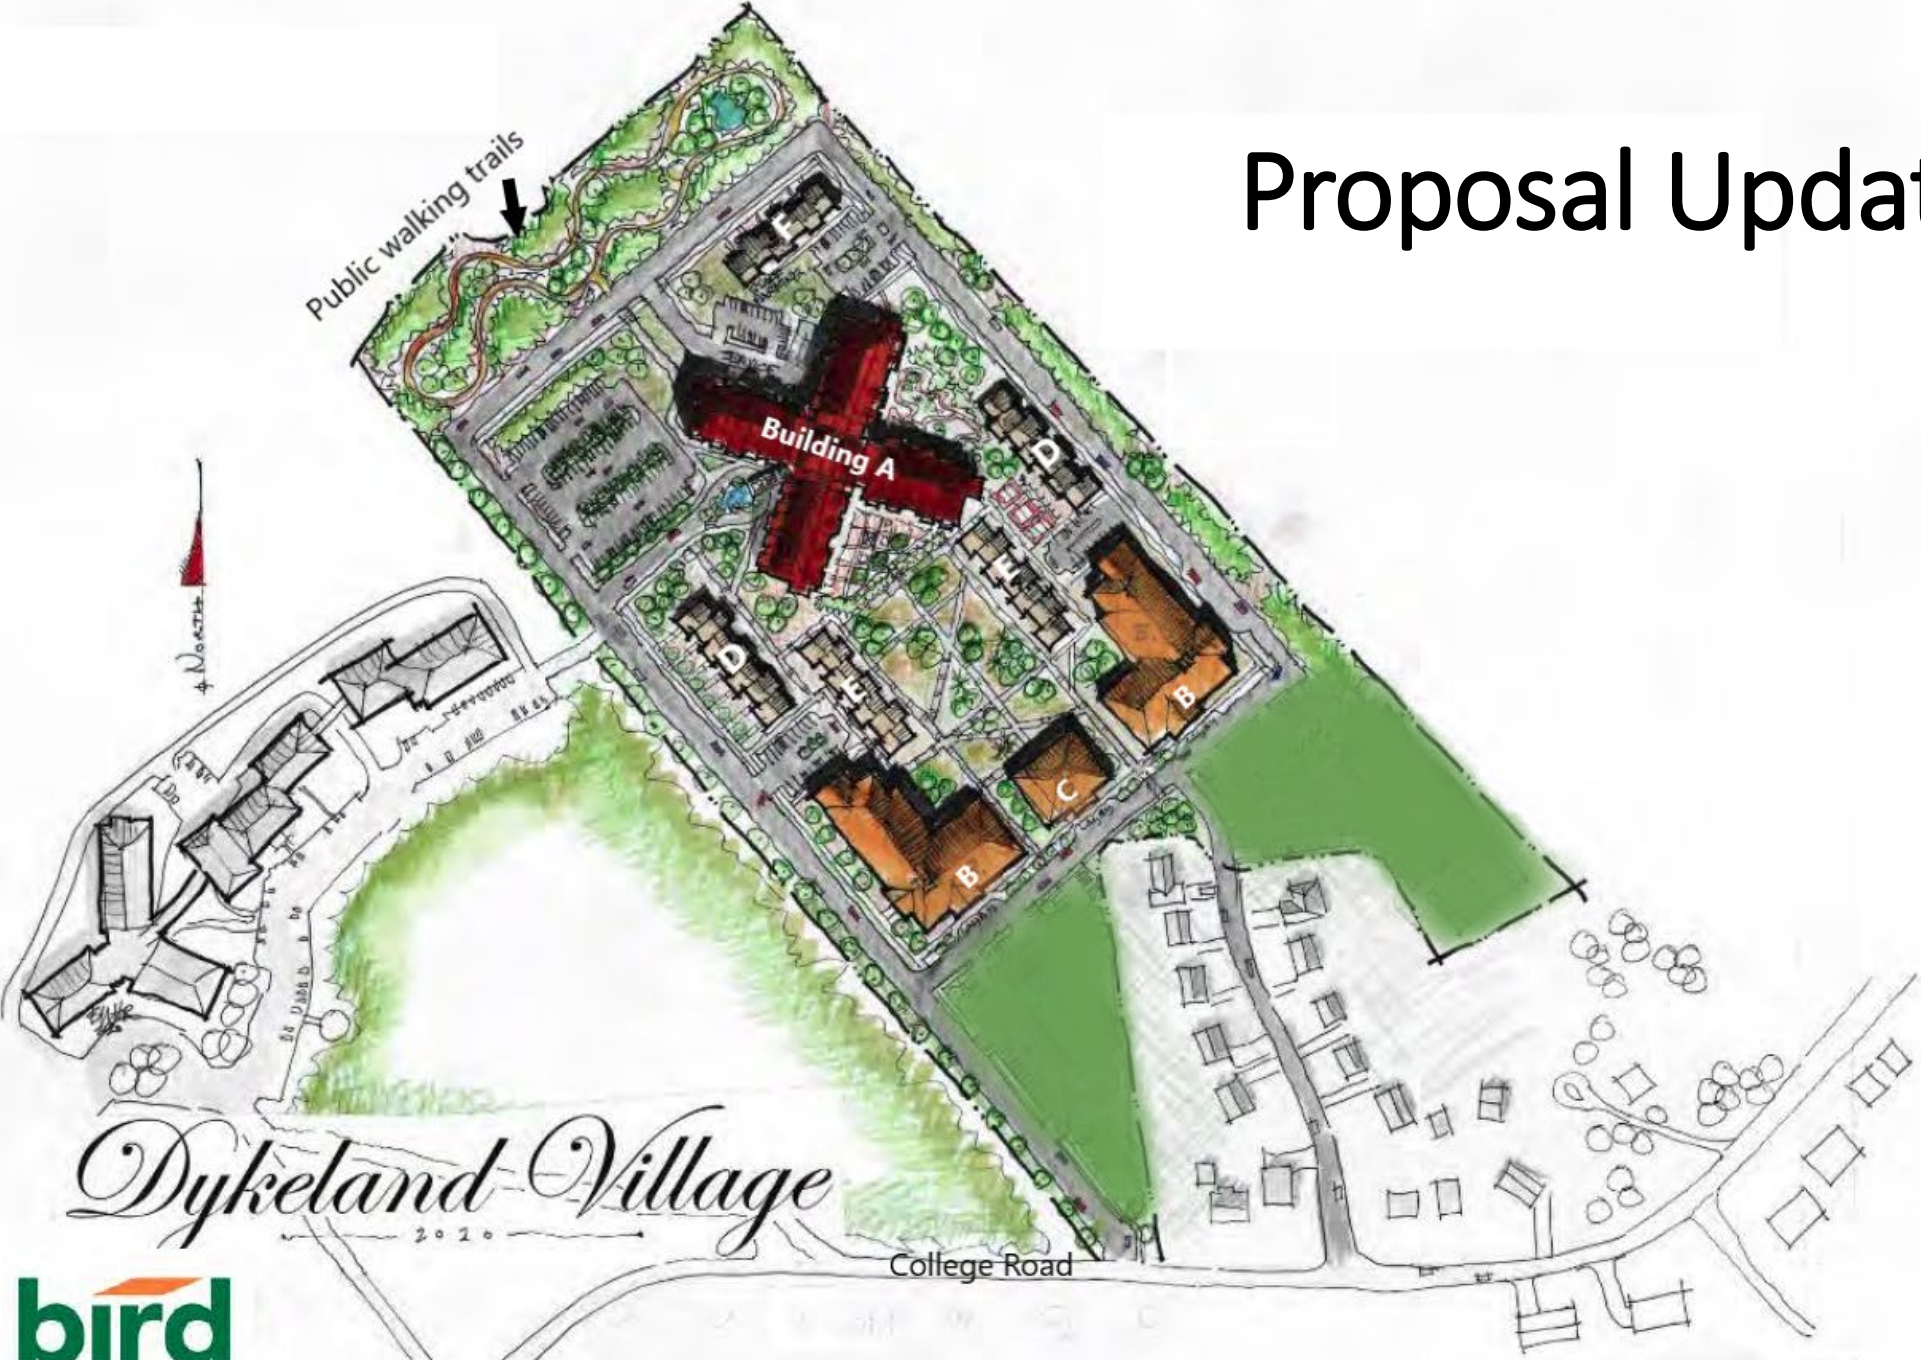 Proposal Updat
Public walking trails
F
Building A
D
E
D
E
B
B
C
B
NORTH
Dykeland Village
2020
College Road
bird